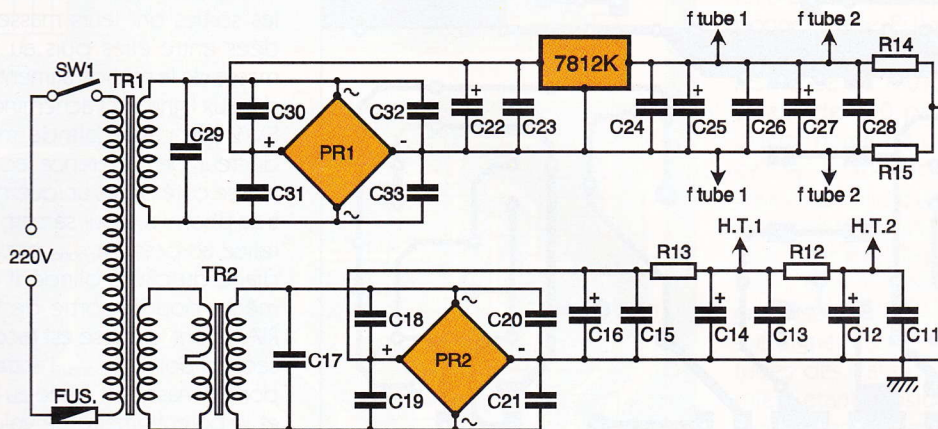 f tube 1
f tube 2
SW1
TR1
7812K
R14
C30
C32
+
+
+
C29
C22
C23
C24
C25
C26
C27
C28
+
PR1
-
~
~
C31
C33
R15
f tube 1
f tube 2
220V
H.T.1
H.T.2
TR2
R13
R12
~
C18
C20
+
+
+
C17
C16
C15
C14
C13
C12
C11
+
PR2
-
C19
C21
~
FUS.